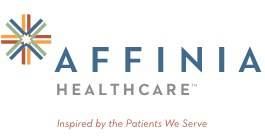 AFFINIA
HEALTHCARE™
Inspired by the Patients We Serve